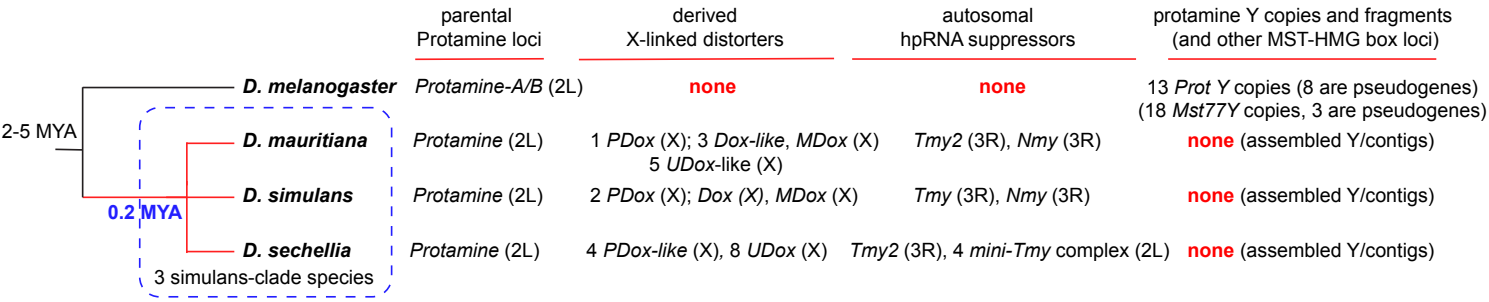 parental derived autosomal protamine Y copies and fragments
Protamine loci X-linked distorters hpRNA suppressors (and other MST-HMG box loci)
D. melanogaster Protamine-A/B (2L) none none 13 Prot Y copies (8 are pseudogenes)
(18 Mst77Y copies, 3 are pseudogenes)
2-5 MYA
D. mauritiana Protamine (2L) 1 PDox (X); 3 Dox-like, MDox (X) Tmy2 (3R), Nmy (3R) none (assembled Y/contigs)
5 UDox-like (X)
D. simulans Protamine (2L) 2 PDox (X); Dox (X), MDox (X) Tmy (3R), Nmy (3R) none (assembled Y/contigs)
0.2 MYA
D. sechellia Protamine (2L) 4 PDox-like (X), 8 UDox (X) Tmy2 (3R), 4 mini-Tmy complex (2L) none (assembled Y/contigs)
3 simulans-clade species